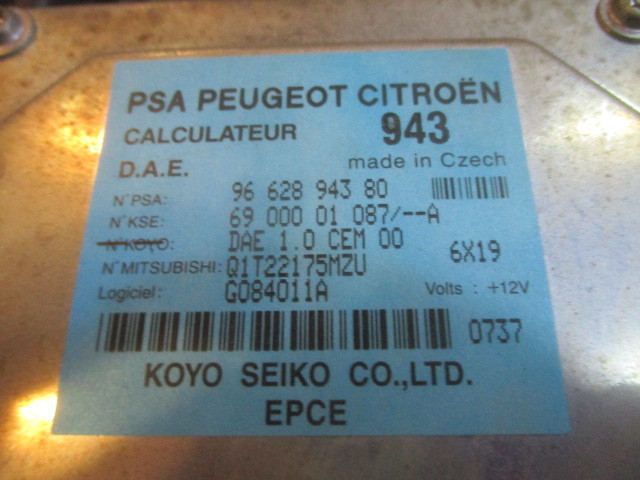 PSA PEUGEOT CITROËN
CALCULATEUR 943
D.A.E. made in Czech
N°PSA: 96 628 943 80
N°KSE: 69 000 01 087/--A
N°KOYO: DAE 1.0 CEM 00 6X19
N°MITSUBISHI: Q1T22175MZU
Logiciel: G084011A Volts : +12V
0737
KOYO SEIKO CO.,LTD.
EPCE